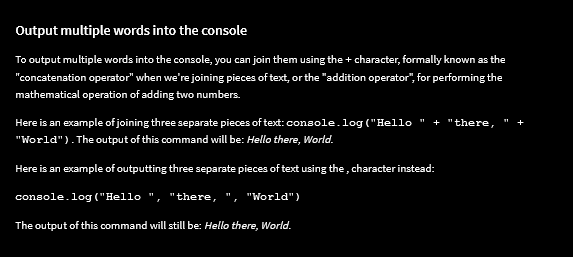 Output multiple words into the console
To output multiple words into the console, you can join them using the + character, formally known as the
"concatenation operator" when we're joining pieces of text, or the "addition operator", for performing the
mathematical operation of adding two numbers.
Here is an example of joining three separate pieces of text: console.log("Hello " + "there, " +
"World"). The output of this command will be: Hello there, World.
Here is an example of outputting three separate pieces of text using the , character instead:
console.log("Hello ", "there, ", "World")
The output of this command will still be: Hello there, World.